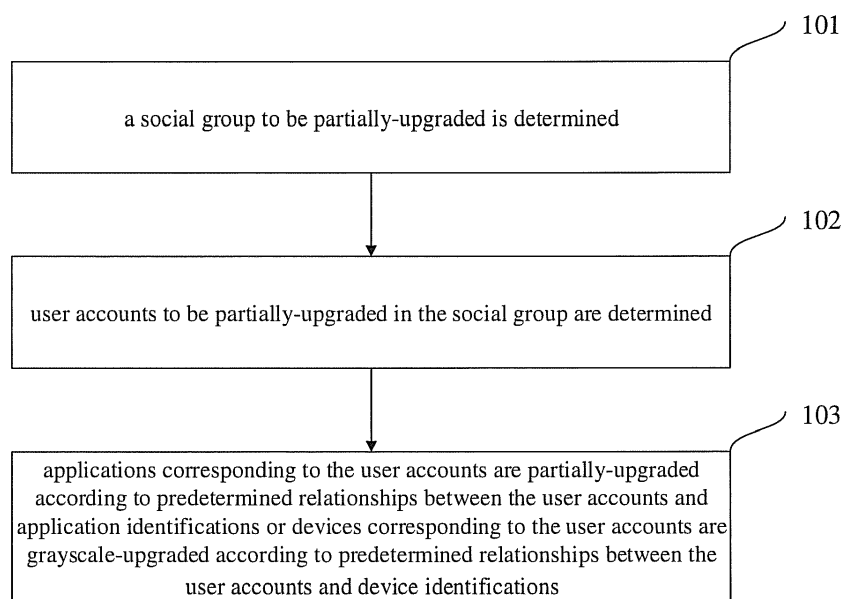 101
a social group to be partially-upgraded is determined
102
user accounts to be partially-upgraded in the social group are determined
103
applications corresponding to the user accounts are partially-upgraded
according to predetermined relationships between the user accounts and
application identifications or devices corresponding to the user accounts are
grayscale-upgraded according to predetermined relationships between the
user accounts and device identifications